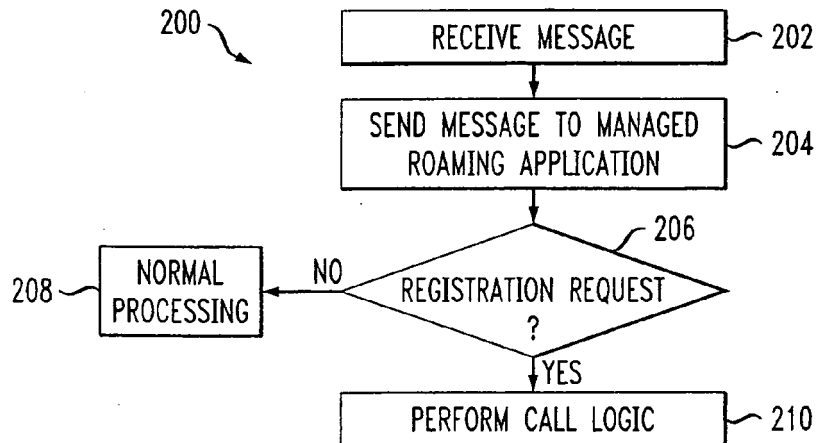 200
RECEIVE MESSAGE
202
SEND MESSAGE TO MANAGED
ROAMING APPLICATION
204
206
REGISTRATION REQUEST
?
NO
208
NORMAL
PROCESSING
YES
PERFORM CALL LOGIC
210